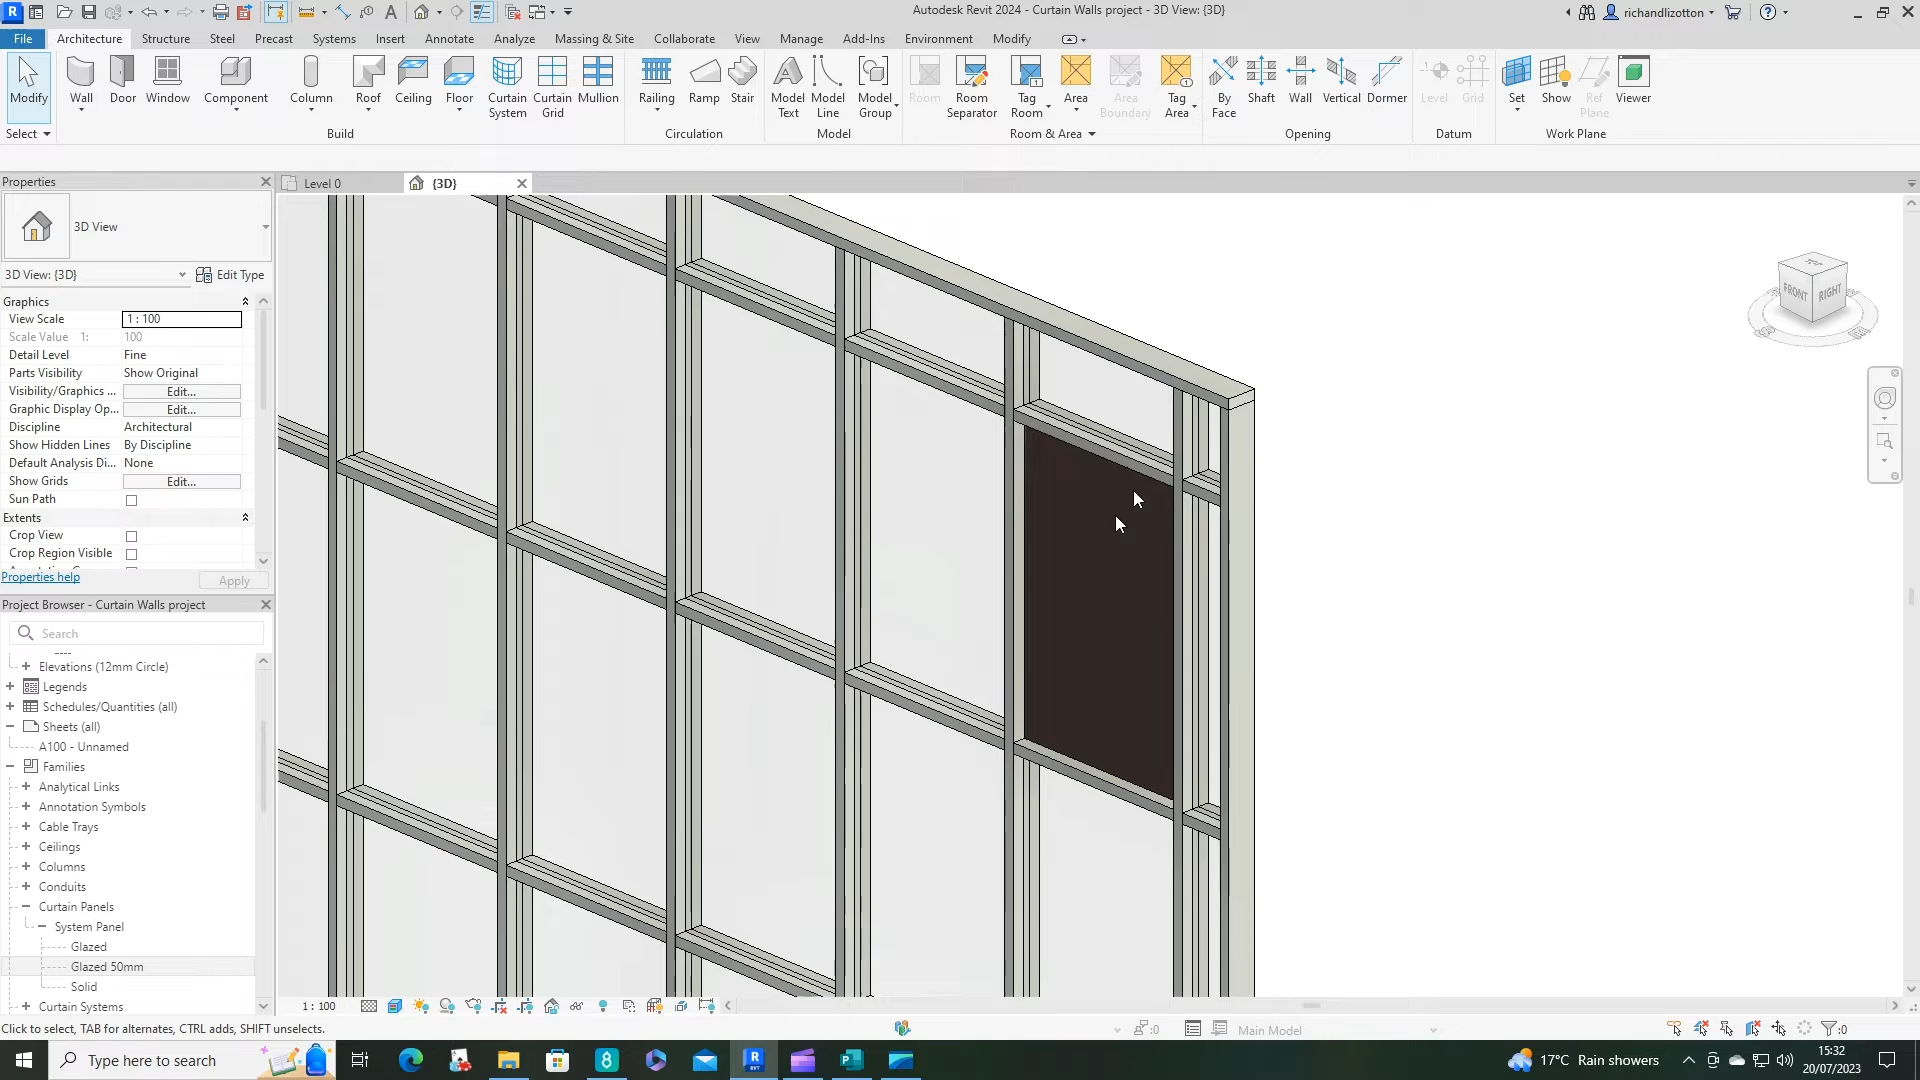 Autodesk Revit 2024 - Curtain Walls project - 3D View: {3D}
richandlizotton
File Architecture Structure Steel Precast Systems Insert Annotate Analyze Massing & Site Collaborate View Manage Add-Ins Environment Modify
Modify Wall Door Window Component Column Roof Ceiling Floor Curtain System Curtain Grid Mullion Railing Ramp Stair Model Text Model Line Model Group Room Room Separator Tag Room Area Area Boundary Tag Area By Face Shaft Wall Vertical Dormer Level Grid Set Show Ref Plane Viewer
Select Build Circulation Model Room & Area Opening Datum Work Plane
Properties
Level 0
{3D}
3D View
3D View: {3D} Edit Type
Graphics
View Scale 1 : 100
Scale Value 1: 100
Detail Level Fine
Parts Visibility Show Original
Visibility/Graphics ... Edit...
Graphic Display Op... Edit...
Discipline Architectural
Show Hidden Lines By Discipline
Default Analysis Di... None
Show Grids Edit...
Sun Path
Extents
Crop View
Crop Region Visible
Properties help Apply
Project Browser - Curtain Walls project
Search
Elevations (12mm Circle)
Legends
Schedules/Quantities (all)
Sheets (all)
A100 - Unnamed
Families
Analytical Links
Annotation Symbols
Cable Trays
Ceilings
Columns
Conduits
Curtain Panels
System Panel
Glazed
Glazed 50mm
Solid
Curtain Systems
TOP
FRONT
RIGHT
1 : 100
Click to select, TAB for alternates, CTRL adds, SHIFT unselects.
:0
Main Model
:0
Type here to search
17°C Rain showers
15:32
20/07/2023